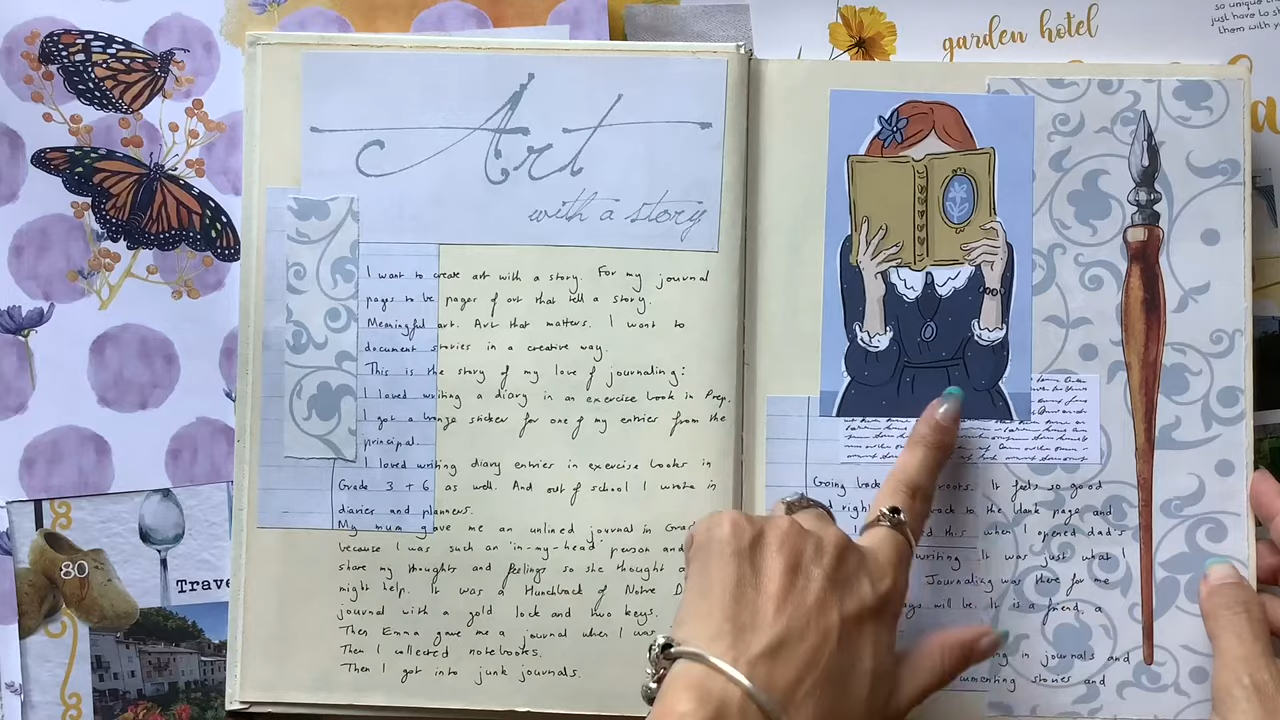 garden hotel
so unique tha
just have to s
them with y
Art
with a story
I want to create art with a story. For my journal
pages to be pages of art that tell a story.
Meaningful art. Art that matters. I want to
document stories in a creative way.
This is the story of my love of journaling:
I loved writing a diary in an exercise book in Prep.
I got a sticker for one of my entries from the
principal.
I loved writing diary entries in exercise books in
Grade 3 + 6 as well. And out of school I wrote in
diaries and planners.
My mum gave me an unlined journal in Grad
because I was such an 'in-my-head' person and
share my thoughts and feelings so she thought
might help. It was a Hunchback of Notre D
journal with a gold lock and two keys.
Then Emma gave me a journal when I was
Then I collected notebooks.
Then I got into junk journals.
Going back roots. It feels so good
d right back to the blank page and
d this when opened dad's
writing. It was just what I
Journaling was there for me
ays will be. It is a friend, a
ing in journals and
umenting stories and
80
Trave